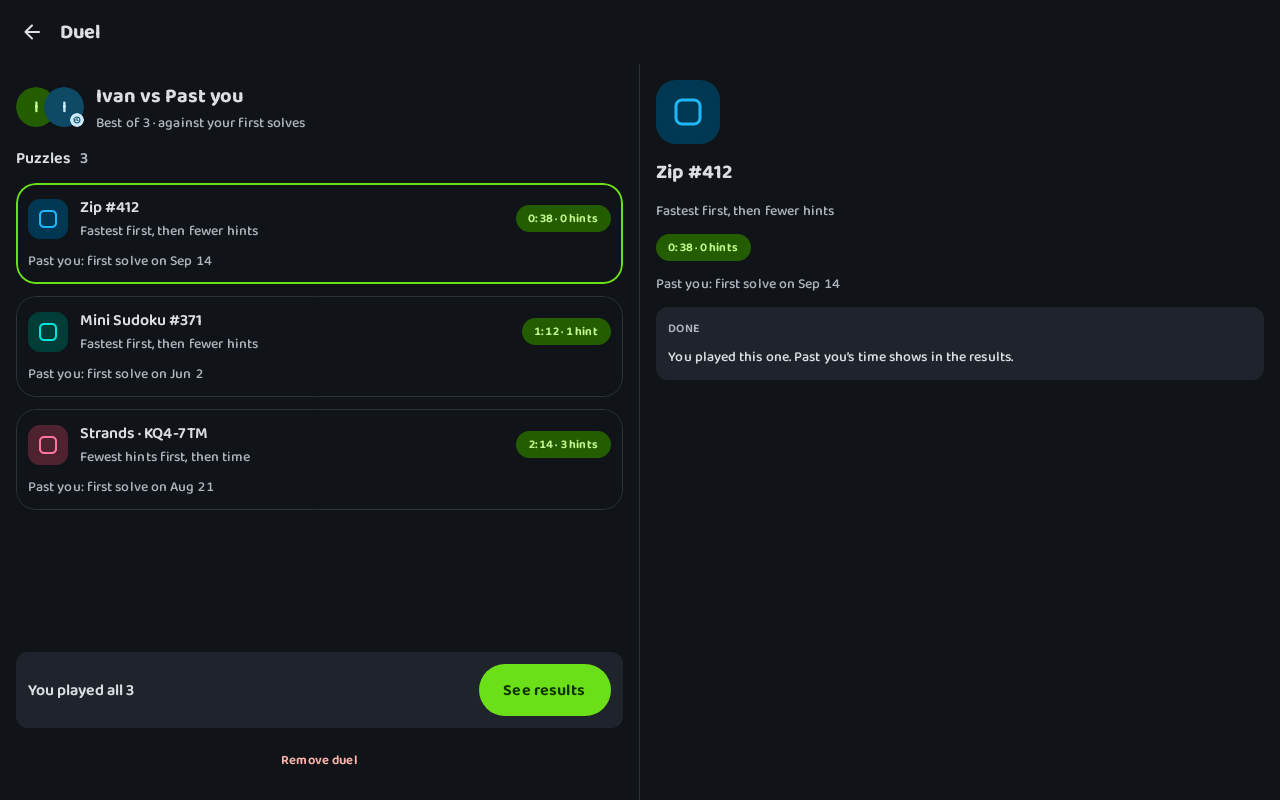 Duel
I
I
Ivan vs Past you
Best of 3 · against your first solves
Puzzles 3
Zip #412
Fastest first, then fewer hints
0:38 · 0 hints
Past you: first solve on Sep 14
Mini Sudoku #371
Fastest first, then fewer hints
1:12 · 1 hint
Past you: first solve on Jun 2
Strands · KQ4-7TM
Fewest hints first, then time
2:14 · 3 hints
Past you: first solve on Aug 21
You played all 3
See results
Remove duel
Zip #412
Fastest first, then fewer hints
0:38 · 0 hints
Past you: first solve on Sep 14
DONE
You played this one. Past you's time shows in the results.